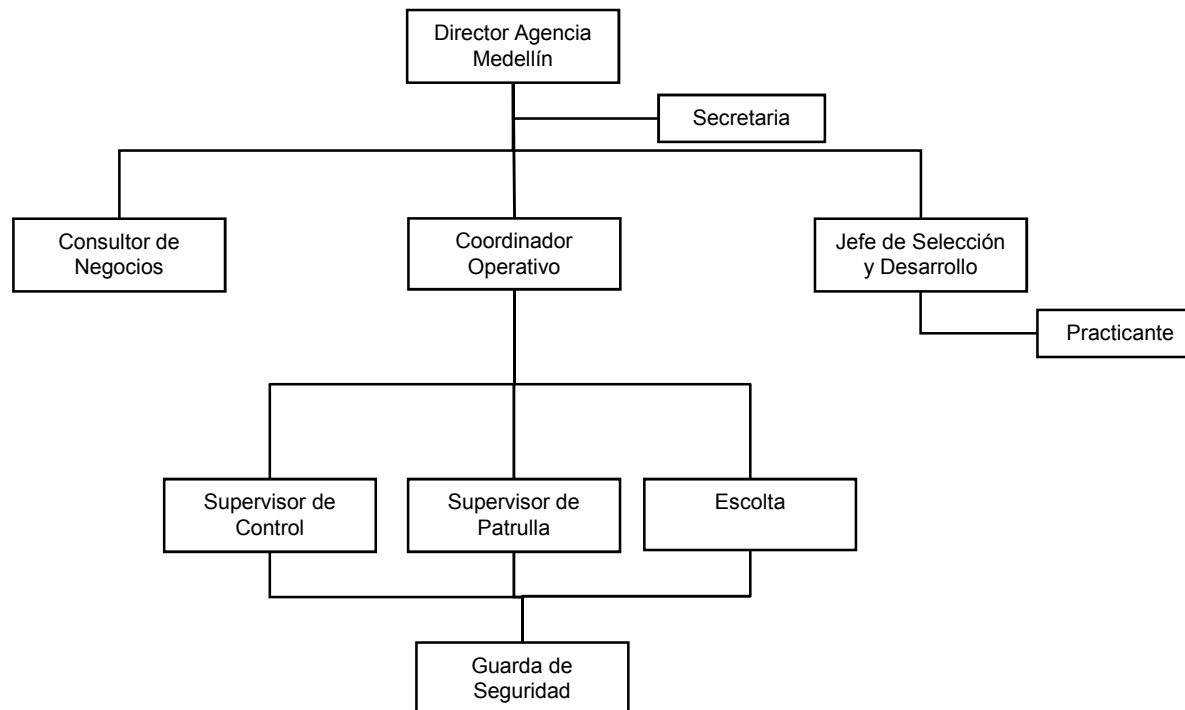 Director Agencia
Medellín
Secretaria
Consultor de
Negocios
Coordinador
Operativo
Jefe de Selección
y Desarrollo
Practicante
Supervisor de
Control
Supervisor de
Patrulla
Escolta
Guarda de
Seguridad